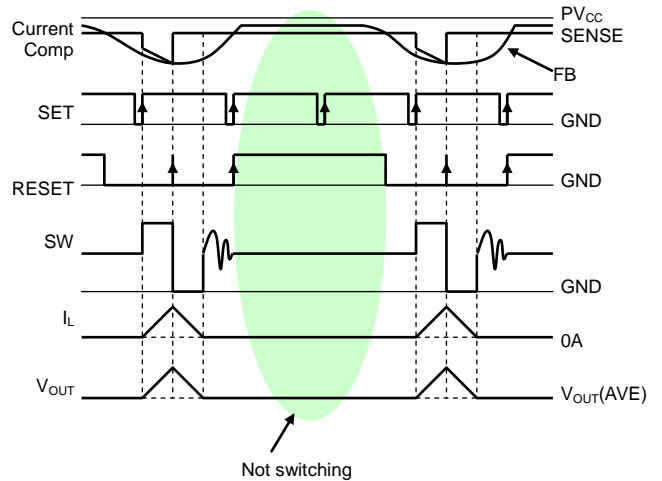 Current
Comp
PVCC
SENSE
FB
SET
GND
RESET
GND
SW
GND
IL
0A
VOUT
VOUT(AVE)
Not switching